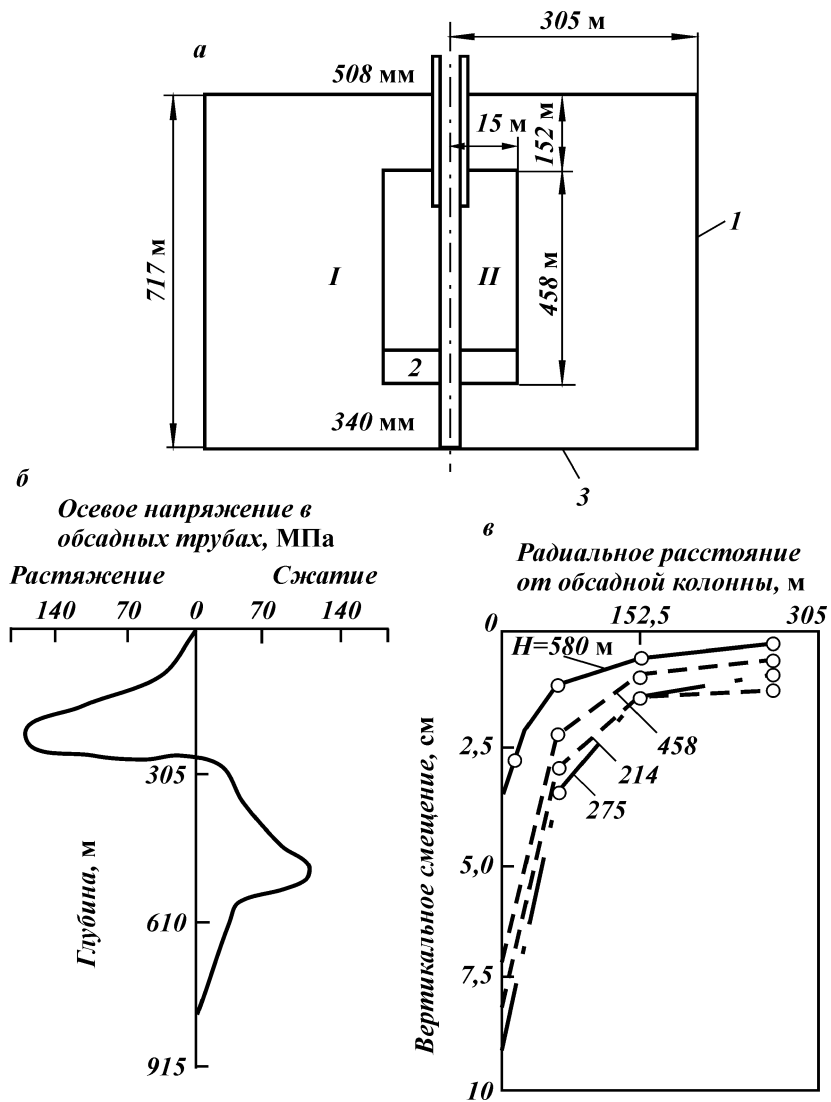 а
305 м
508 мм
15 м
152 м
1
717 м
I
II
458 м
2
340 мм
3
б
Осевое напряжение в
обсадных трубах, МПа
Растяжение Сжатие
140 70 0 70 140
305
610
915
Глубина, м
в
Радиальное расстояние
от обсадной колонны, м
0 152,5 305
H=580 м
458
214
275
2,5
5,0
7,5
10
Вертикальное смещение, см